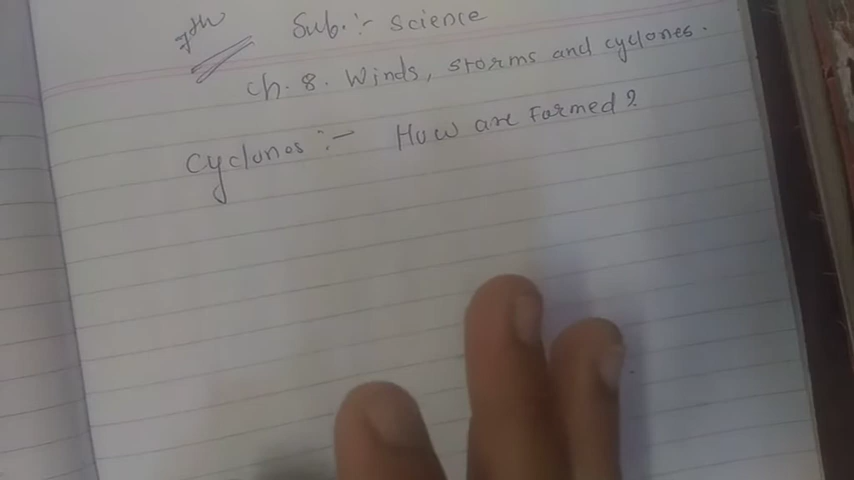 7th
Sub.:- Science
Ch. 8. Winds, storms and cyclones.
Cyclones :- How are Formed?